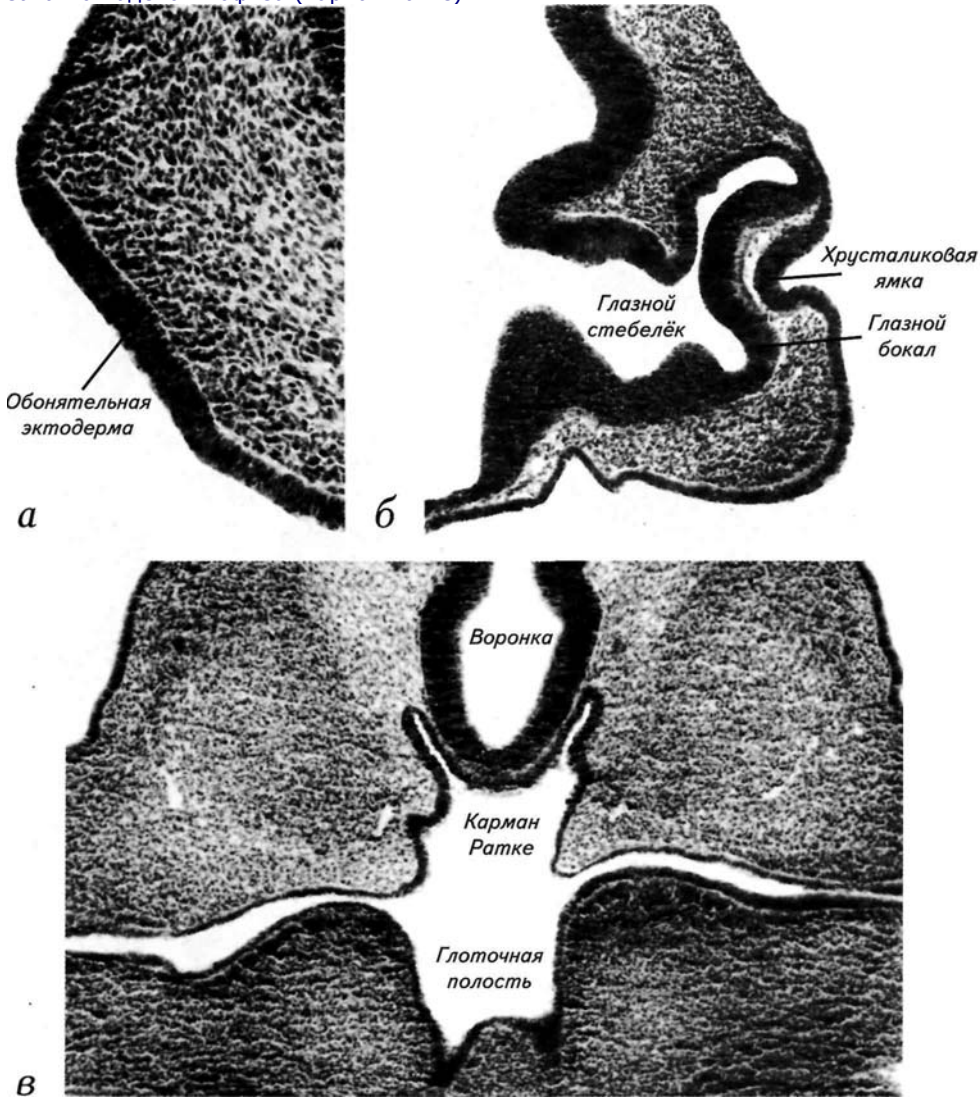 Обонятельная
эктодерма
а
Глазной
стебелёк
Хрусталиковая
ямка
Глазной
бокал
б
Воронка
Карман
Ратке
Глоточная
полость
в